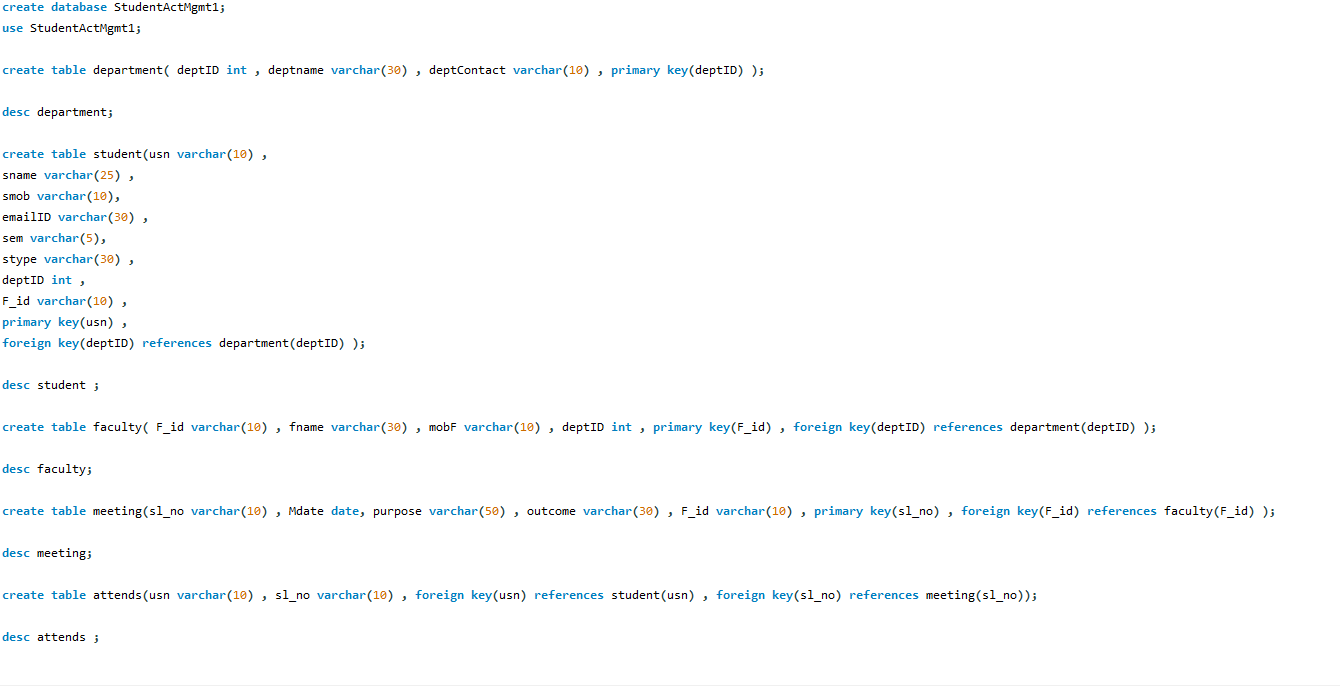 create database StudentActMgmt1;
use StudentActMgmt1;
create table department( deptID int , deptname varchar(30) , deptContact varchar(10) , primary key(deptID) );
desc department;
create table student(usn varchar(10) ,
sname varchar(25) ,
smob varchar(10),
emailID varchar(30) ,
sem varchar(5),
stype varchar(30) ,
deptID int ,
F_id varchar(10) ,
primary key(usn) ,
foreign key(deptID) references department(deptID) );
desc student ;
create table faculty( F_id varchar(10) , fname varchar(30) , mobF varchar(10) , deptID int , primary key(F_id) , foreign key(deptID) references department(deptID) );
desc faculty;
create table meeting(sl_no varchar(10) , Mdate date, purpose varchar(50) , outcome varchar(30) , F_id varchar(10) , primary key(sl_no) , foreign key(F_id) references faculty(F_id) );
desc meeting;
create table attends(usn varchar(10) , sl_no varchar(10) , foreign key(usn) references student(usn) , foreign key(sl_no) references meeting(sl_no));
desc attends ;